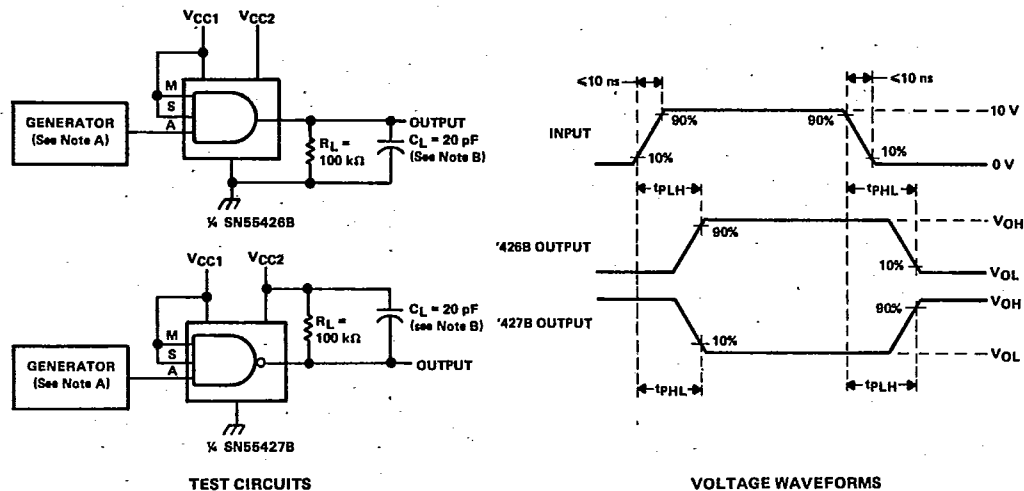 VCC1 VCC2
M
S
A
GENERATOR
(See Note A)
OUTPUT
RL =
100 kΩ
CL = 20 pF
(See Note B)
¼ SN55426B
VCC1 VCC2
M
S
A
GENERATOR
(See Note A)
RL =
100 kΩ
CL = 20 pF
(see Note B)
OUTPUT
¼ SN55427B
TEST CIRCUITS
≤10 ns
≤10 ns
INPUT
90%
90%
10 V
10%
10%
0 V
tPLH
tPHL
'426B OUTPUT
90%
10%
VOH
VOL
'427B OUTPUT
10%
90%
VOH
VOL
tPHL
tPLH
VOLTAGE WAVEFORMS